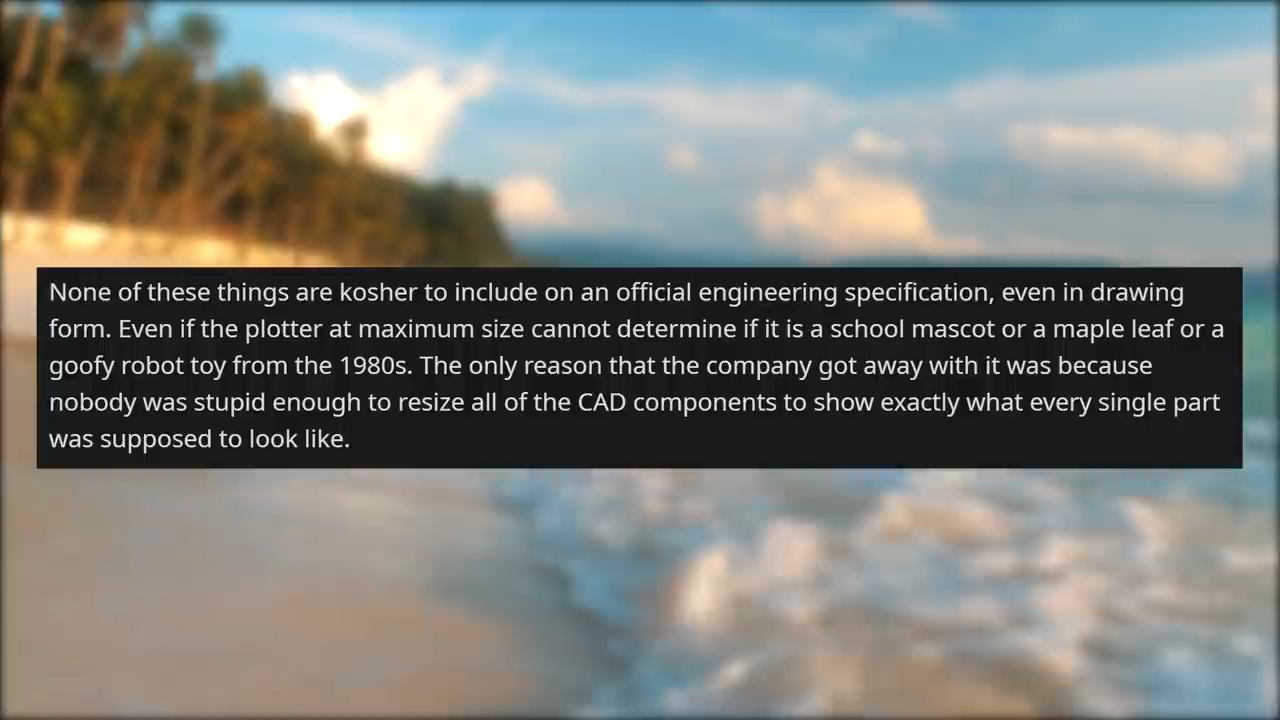 None of these things are kosher to include on an official engineering specification, even in drawing
form. Even if the plotter at maximum size cannot determine if it is a school mascot or a maple leaf or a
goofy robot toy from the 1980s. The only reason that the company got away with it was because
nobody was stupid enough to resize all of the CAD components to show exactly what every single part
was supposed to look like.